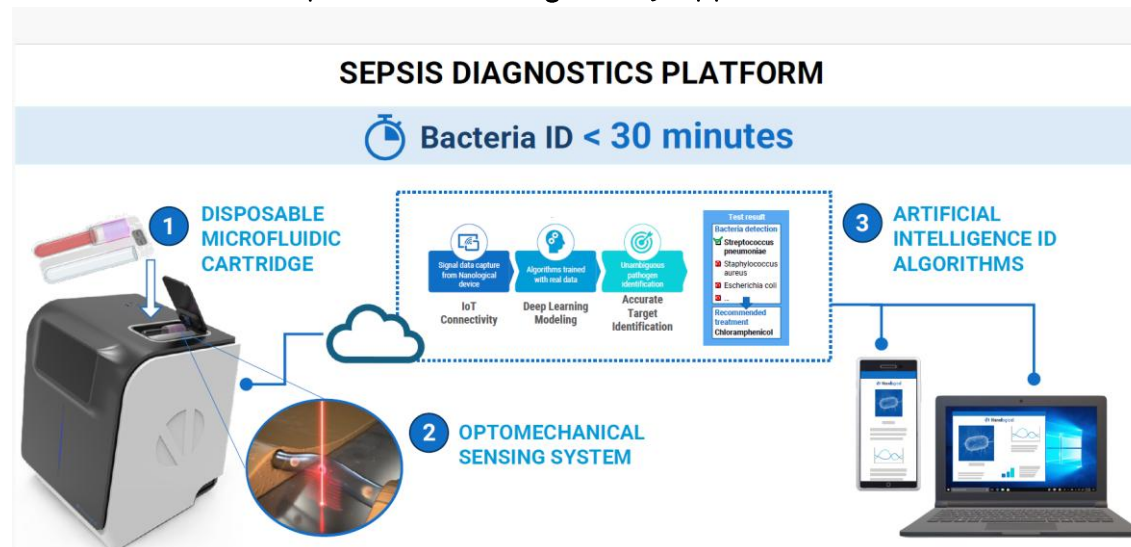 SEPSIS DIAGNOSTICS PLATFORM
Bacteria ID < 30 minutes
1
DISPOSABLE
MICROFLUIDIC
CARTRIDGE
Signal data capture
from Nanological
device
IoT
Connectivity
Algorithms trained
with real data
Deep Learning
Modeling
Unambiguous
pathogen
identification
Accurate
Target
Identification
Test result
Bacteria detection
Streptococcus
pneumoniae
Staphylococcus
aureus
Escherichia coli
...
Recommended
treatment
Chloramphenicol
3
ARTIFICIAL
INTELLIGENCE ID
ALGORITHMS
2
OPTOMECHANICAL
SENSING SYSTEM